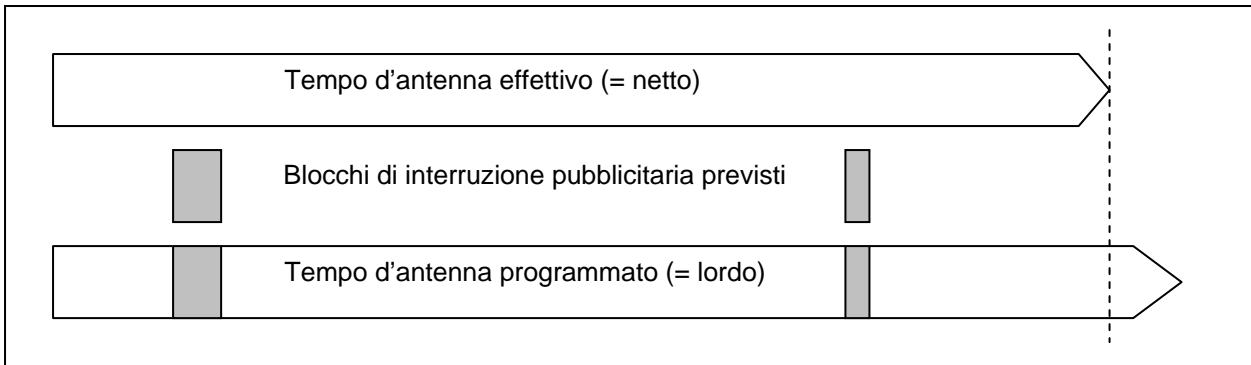 Tempo d'antenna effettivo (= netto)
Blocchi di interruzione pubblicitaria previsti
Tempo d'antenna programmato (= lordo)